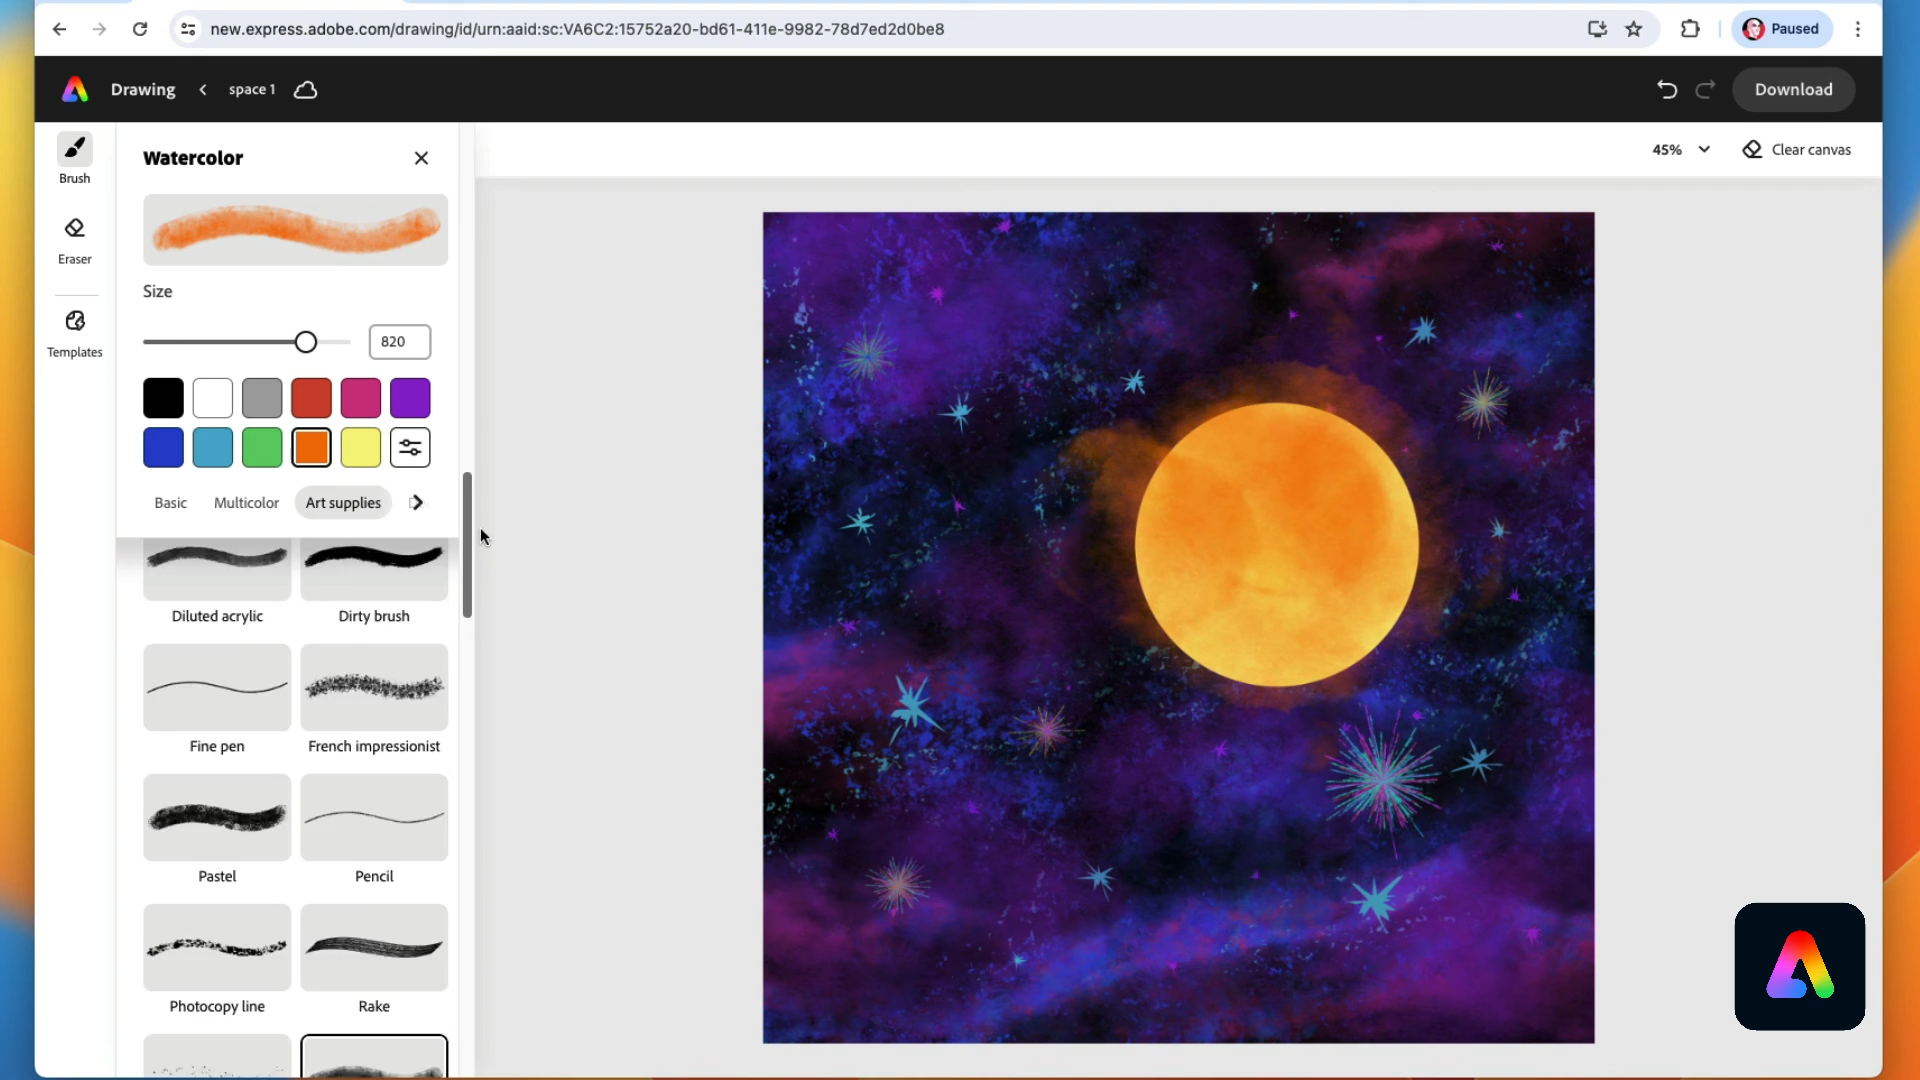 new.express.adobe.com/drawing/id/urn:aaid:sc:VA6C2:15752a20-bd61-411e-9982-78d7ed2d0be8
Paused
Drawing
space 1
Download
Brush
Eraser
Templates
Watercolor
45%
Clear canvas
Size
820
Basic
Multicolor
Art supplies
Diluted acrylic
Dirty brush
Fine pen
French impressionist
Pastel
Pencil
Photocopy line
Rake